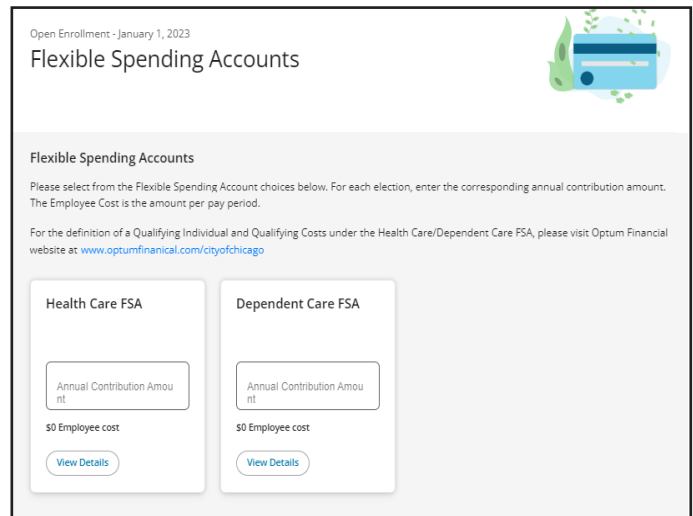 Open Enrollment - January 1, 2023
Flexible Spending Accounts
Flexible Spending Accounts
Please select from the Flexible Spending Account choices below. For each election, enter the corresponding annual contribution amount.
The Employee Cost is the amount per pay period.
For the definition of a Qualifying Individual and Qualifying Costs under the Health Care/Dependent Care FSA, please visit Optum Financial
website at www.optumfinanical.com/cityofchicago
Health Care FSA
Annual Contribution Amou
nt
$0 Employee cost
View Details
Dependent Care FSA
Annual Contribution Amou
nt
$0 Employee cost
View Details